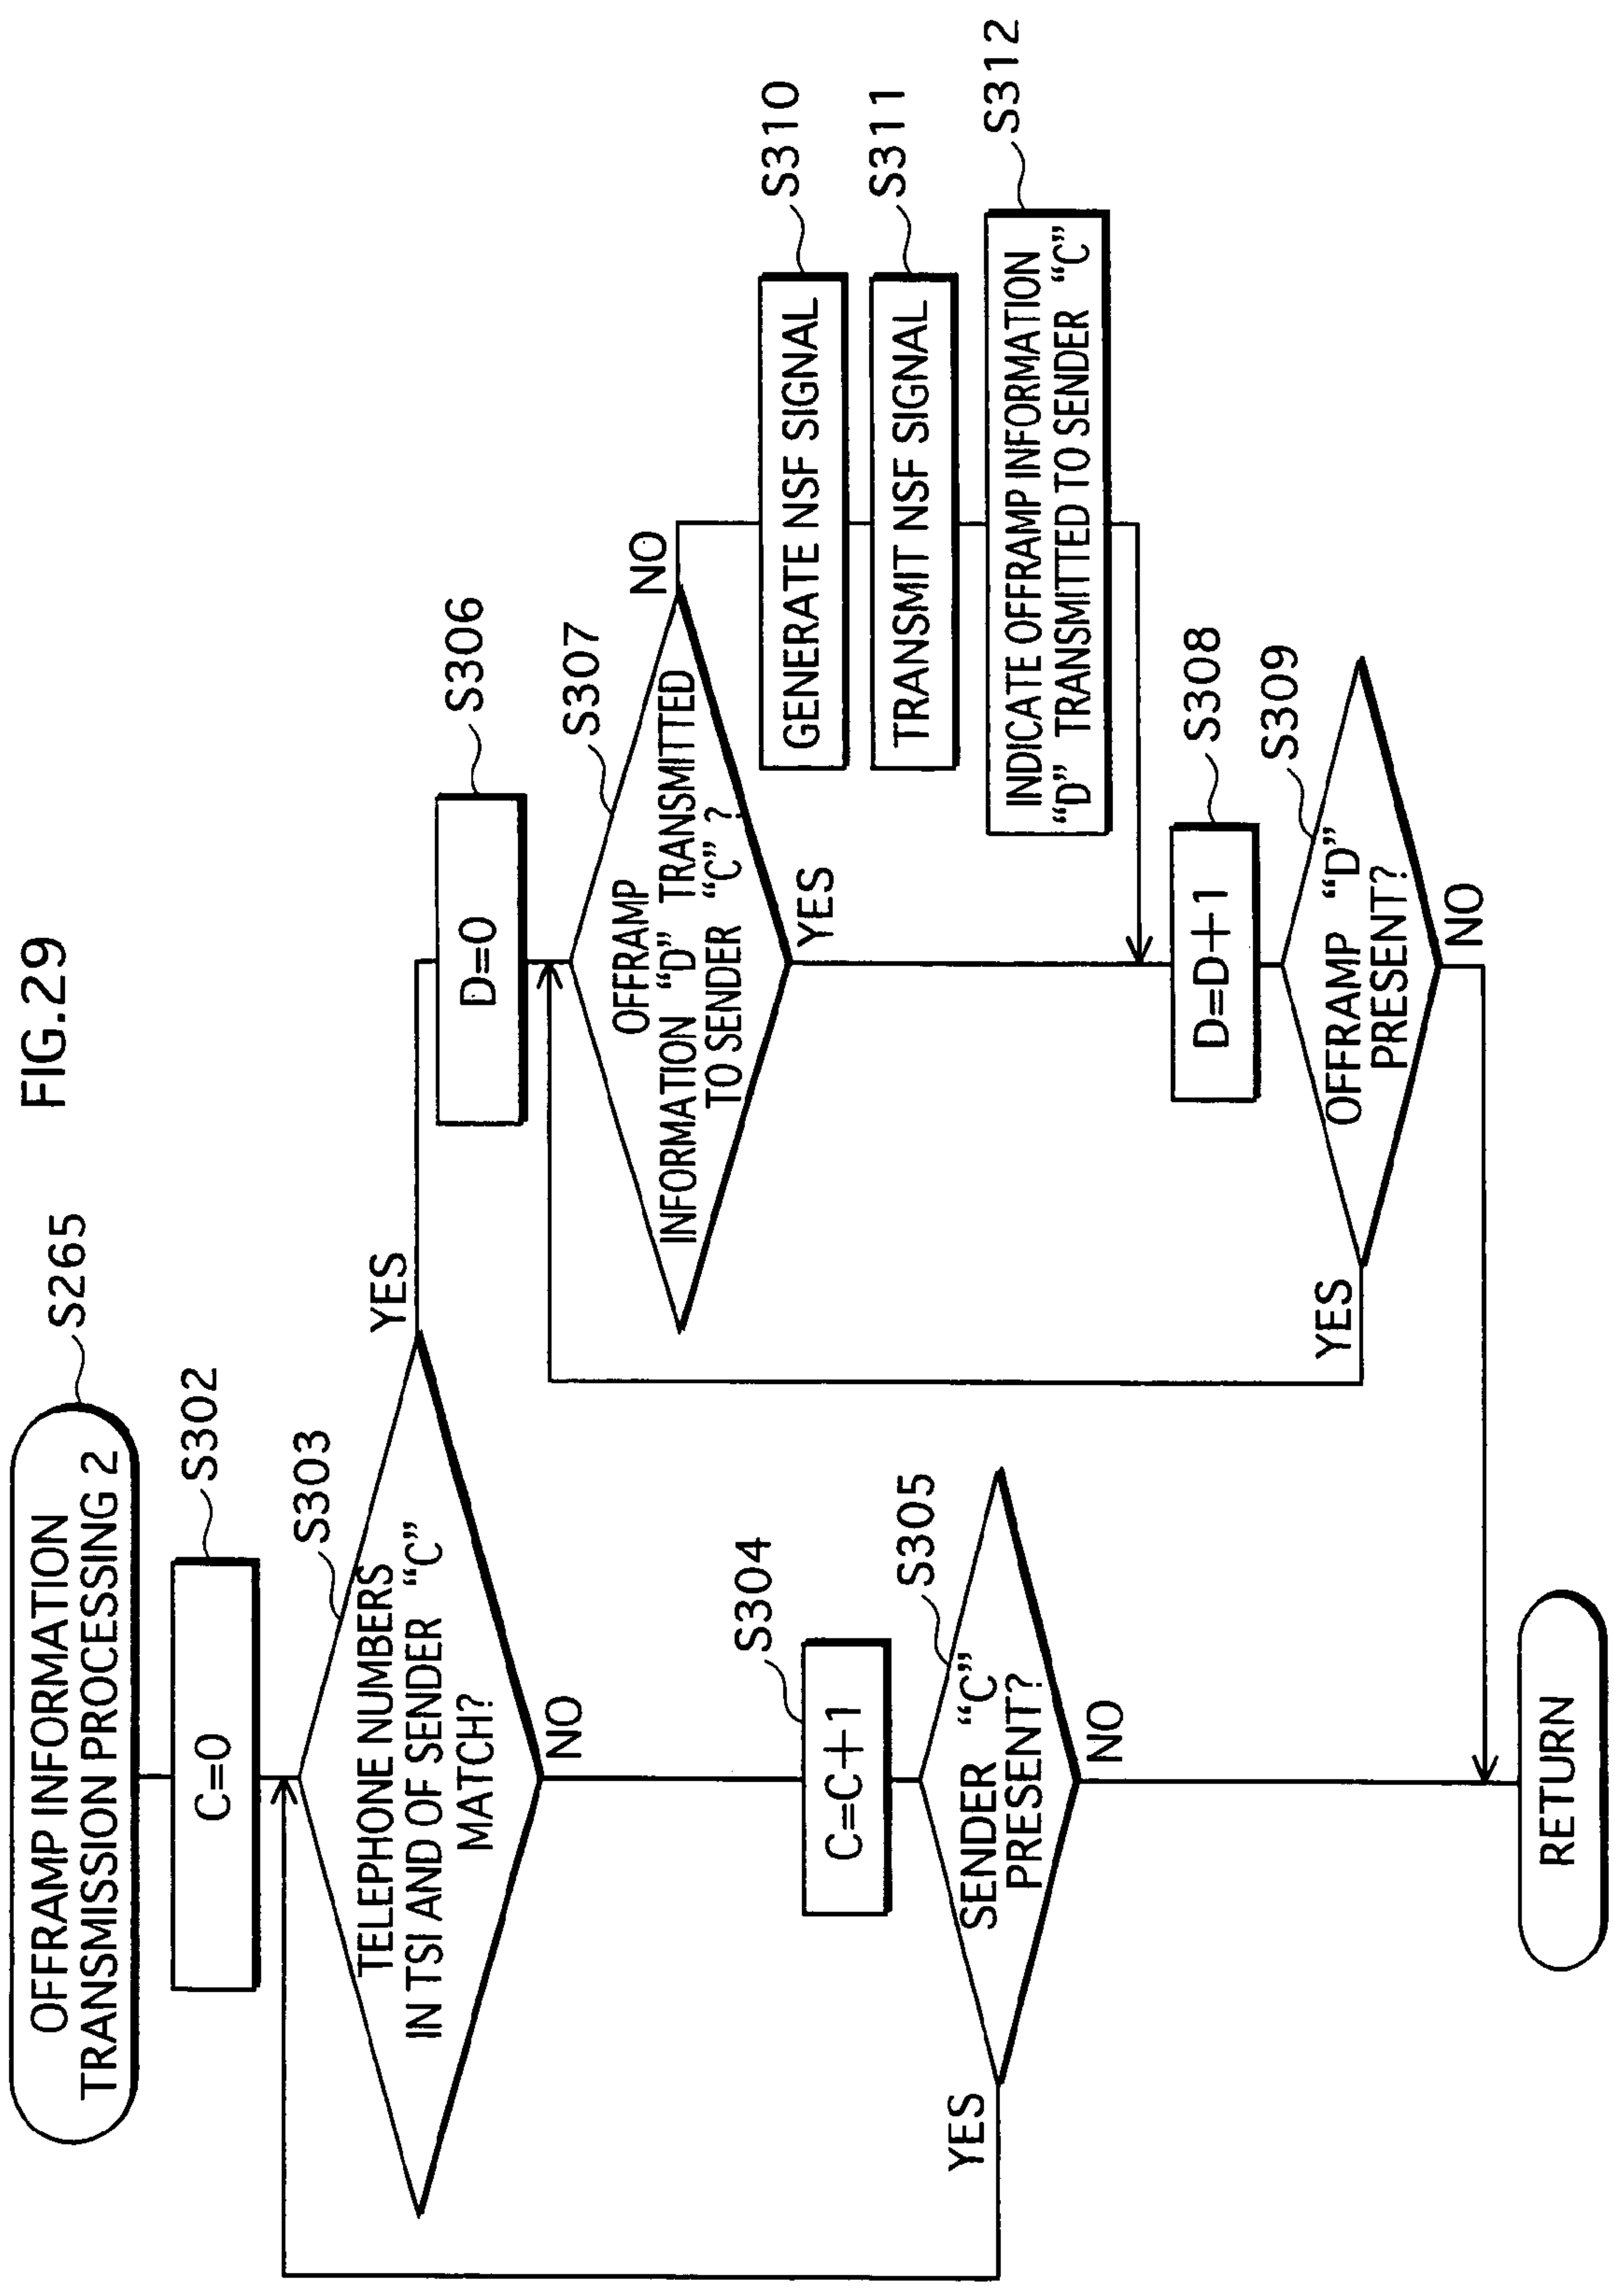 FIG.29
OFFRAMP INFORMATION
TRANSMISSION PROCESSING 2
S265
C=0
S302
TELEPHONE NUMBERS
IN TSI AND OF SENDER “C”
MATCH?
S303
YES
NO
C=C+1
S304
SENDER “C”
PRESENT?
S305
YES
NO
D=0
S306
OFFRAMP
INFORMATION “D” TRANSMITTED
TO SENDER “C” ?
S307
NO
YES
GENERATE NSF SIGNAL
S310
TRANSMIT NSF SIGNAL
S311
INDICATE OFFRAMP INFORMATION
“D” TRANSMITTED TO SENDER “C”
S312
D=D+1
S308
OFFRAMP “D”
PRESENT?
S309
YES
NO
RETURN